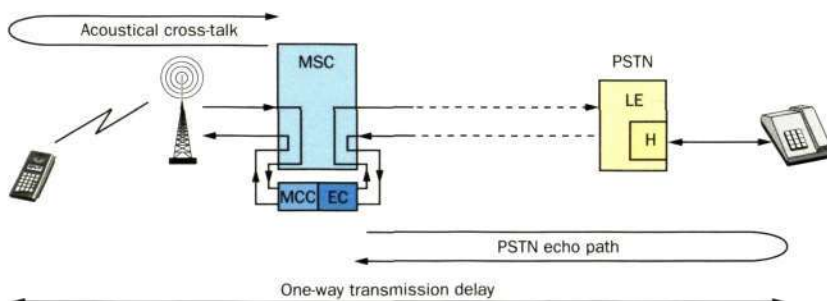 Acoustical cross-talk
MSC
PSTN
LE
H
MCC EC
PSTN echo path
One-way transmission delay